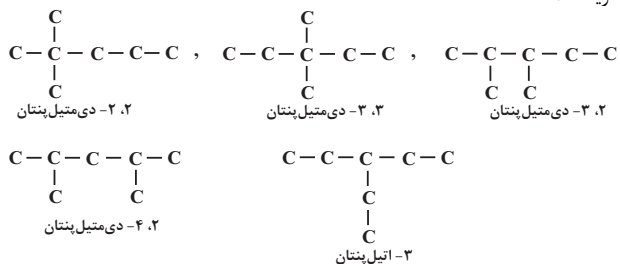 C C
C – C – C – C – C , C – C – C – C – C , C – C – C – C – C
C C C C
۲، ۲- دی‌متیل‌پنتان ۳، ۳- دی‌متیل‌پنتان ۲، ۳- دی‌متیل‌پنتان
C – C – C – C – C C – C – C – C – C
C C C
۲، ۴- دی‌متیل‌پنتان C
۳- اتیل‌پنتان